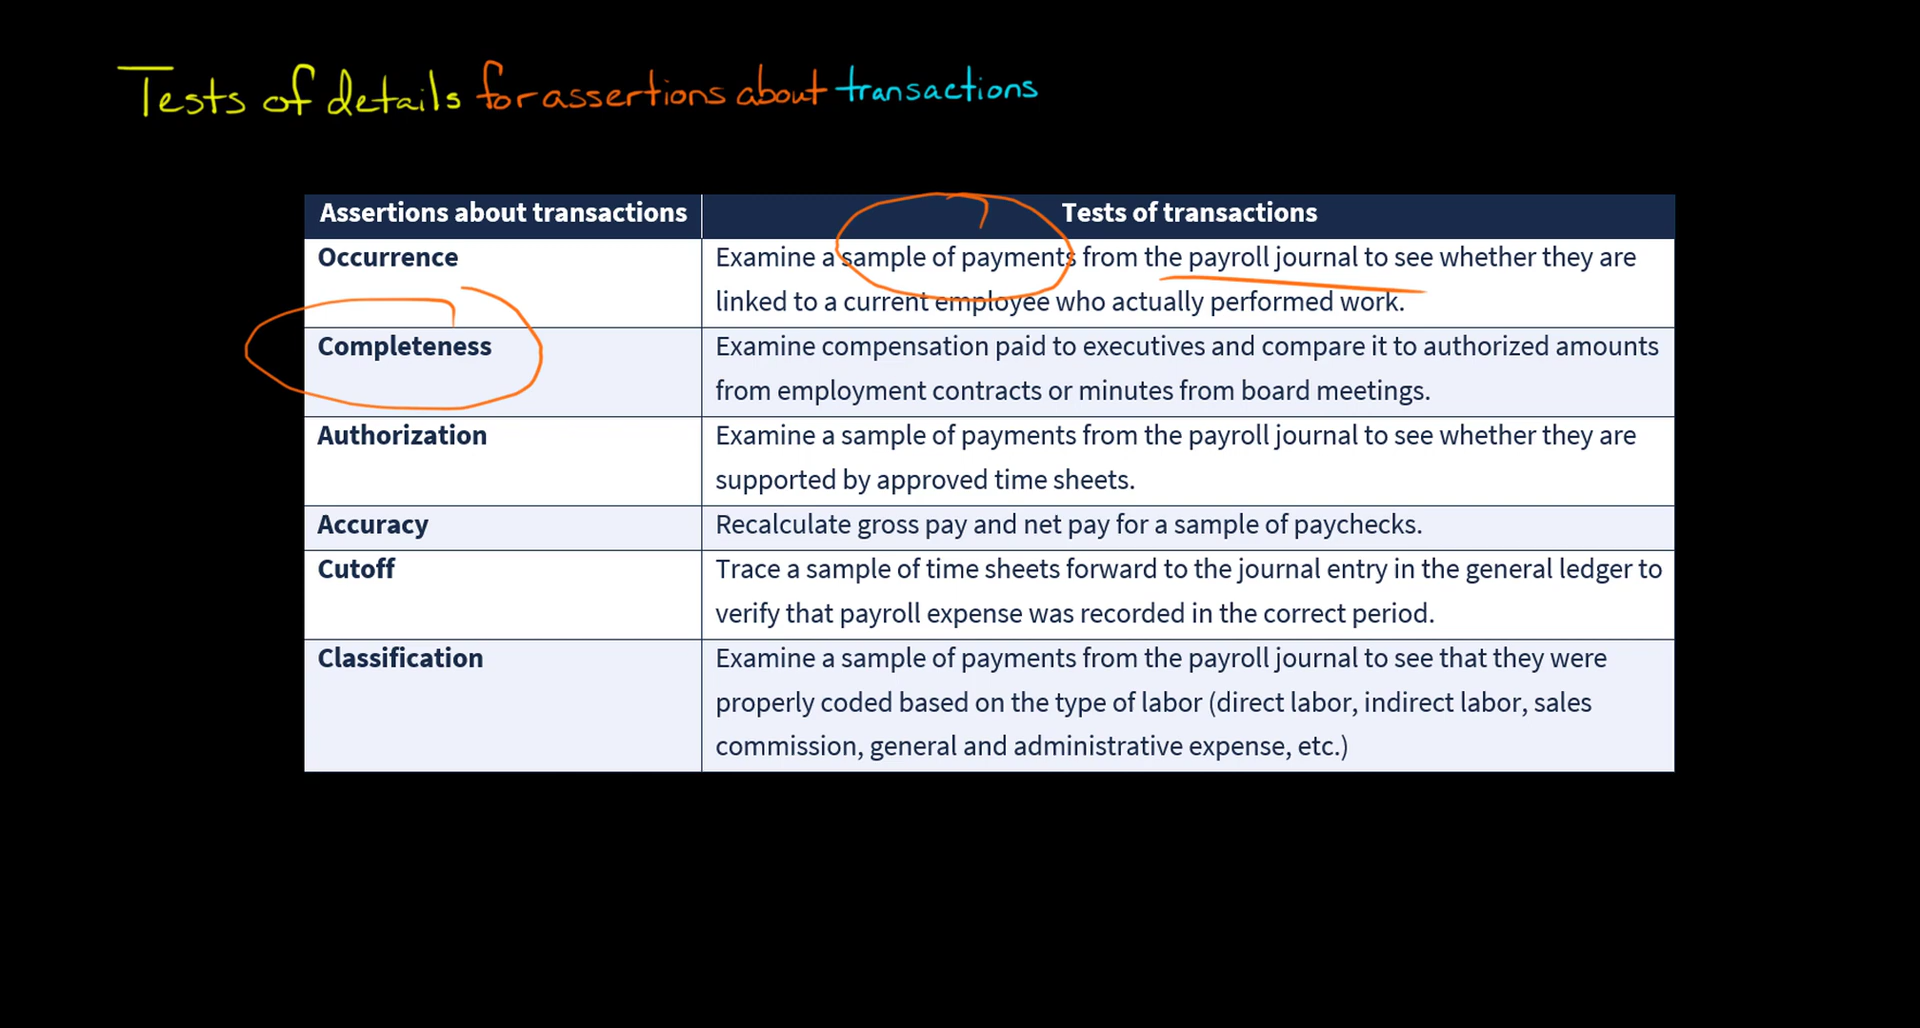 Tests of details for assertions about transactions
Assertions about transactions
Tests of transactions
Occurrence
Examine a sample of payments from the payroll journal to see whether they are
linked to a current employee who actually performed work.
Completeness
Examine compensation paid to executives and compare it to authorized amounts
from employment contracts or minutes from board meetings.
Authorization
Examine a sample of payments from the payroll journal to see whether they are
supported by approved time sheets.
Accuracy
Recalculate gross pay and net pay for a sample of paychecks.
Cutoff
Trace a sample of time sheets forward to the journal entry in the general ledger to
verify that payroll expense was recorded in the correct period.
Classification
Examine a sample of payments from the payroll journal to see that they were
properly coded based on the type of labor (direct labor, indirect labor, sales
commission, general and administrative expense, etc.)